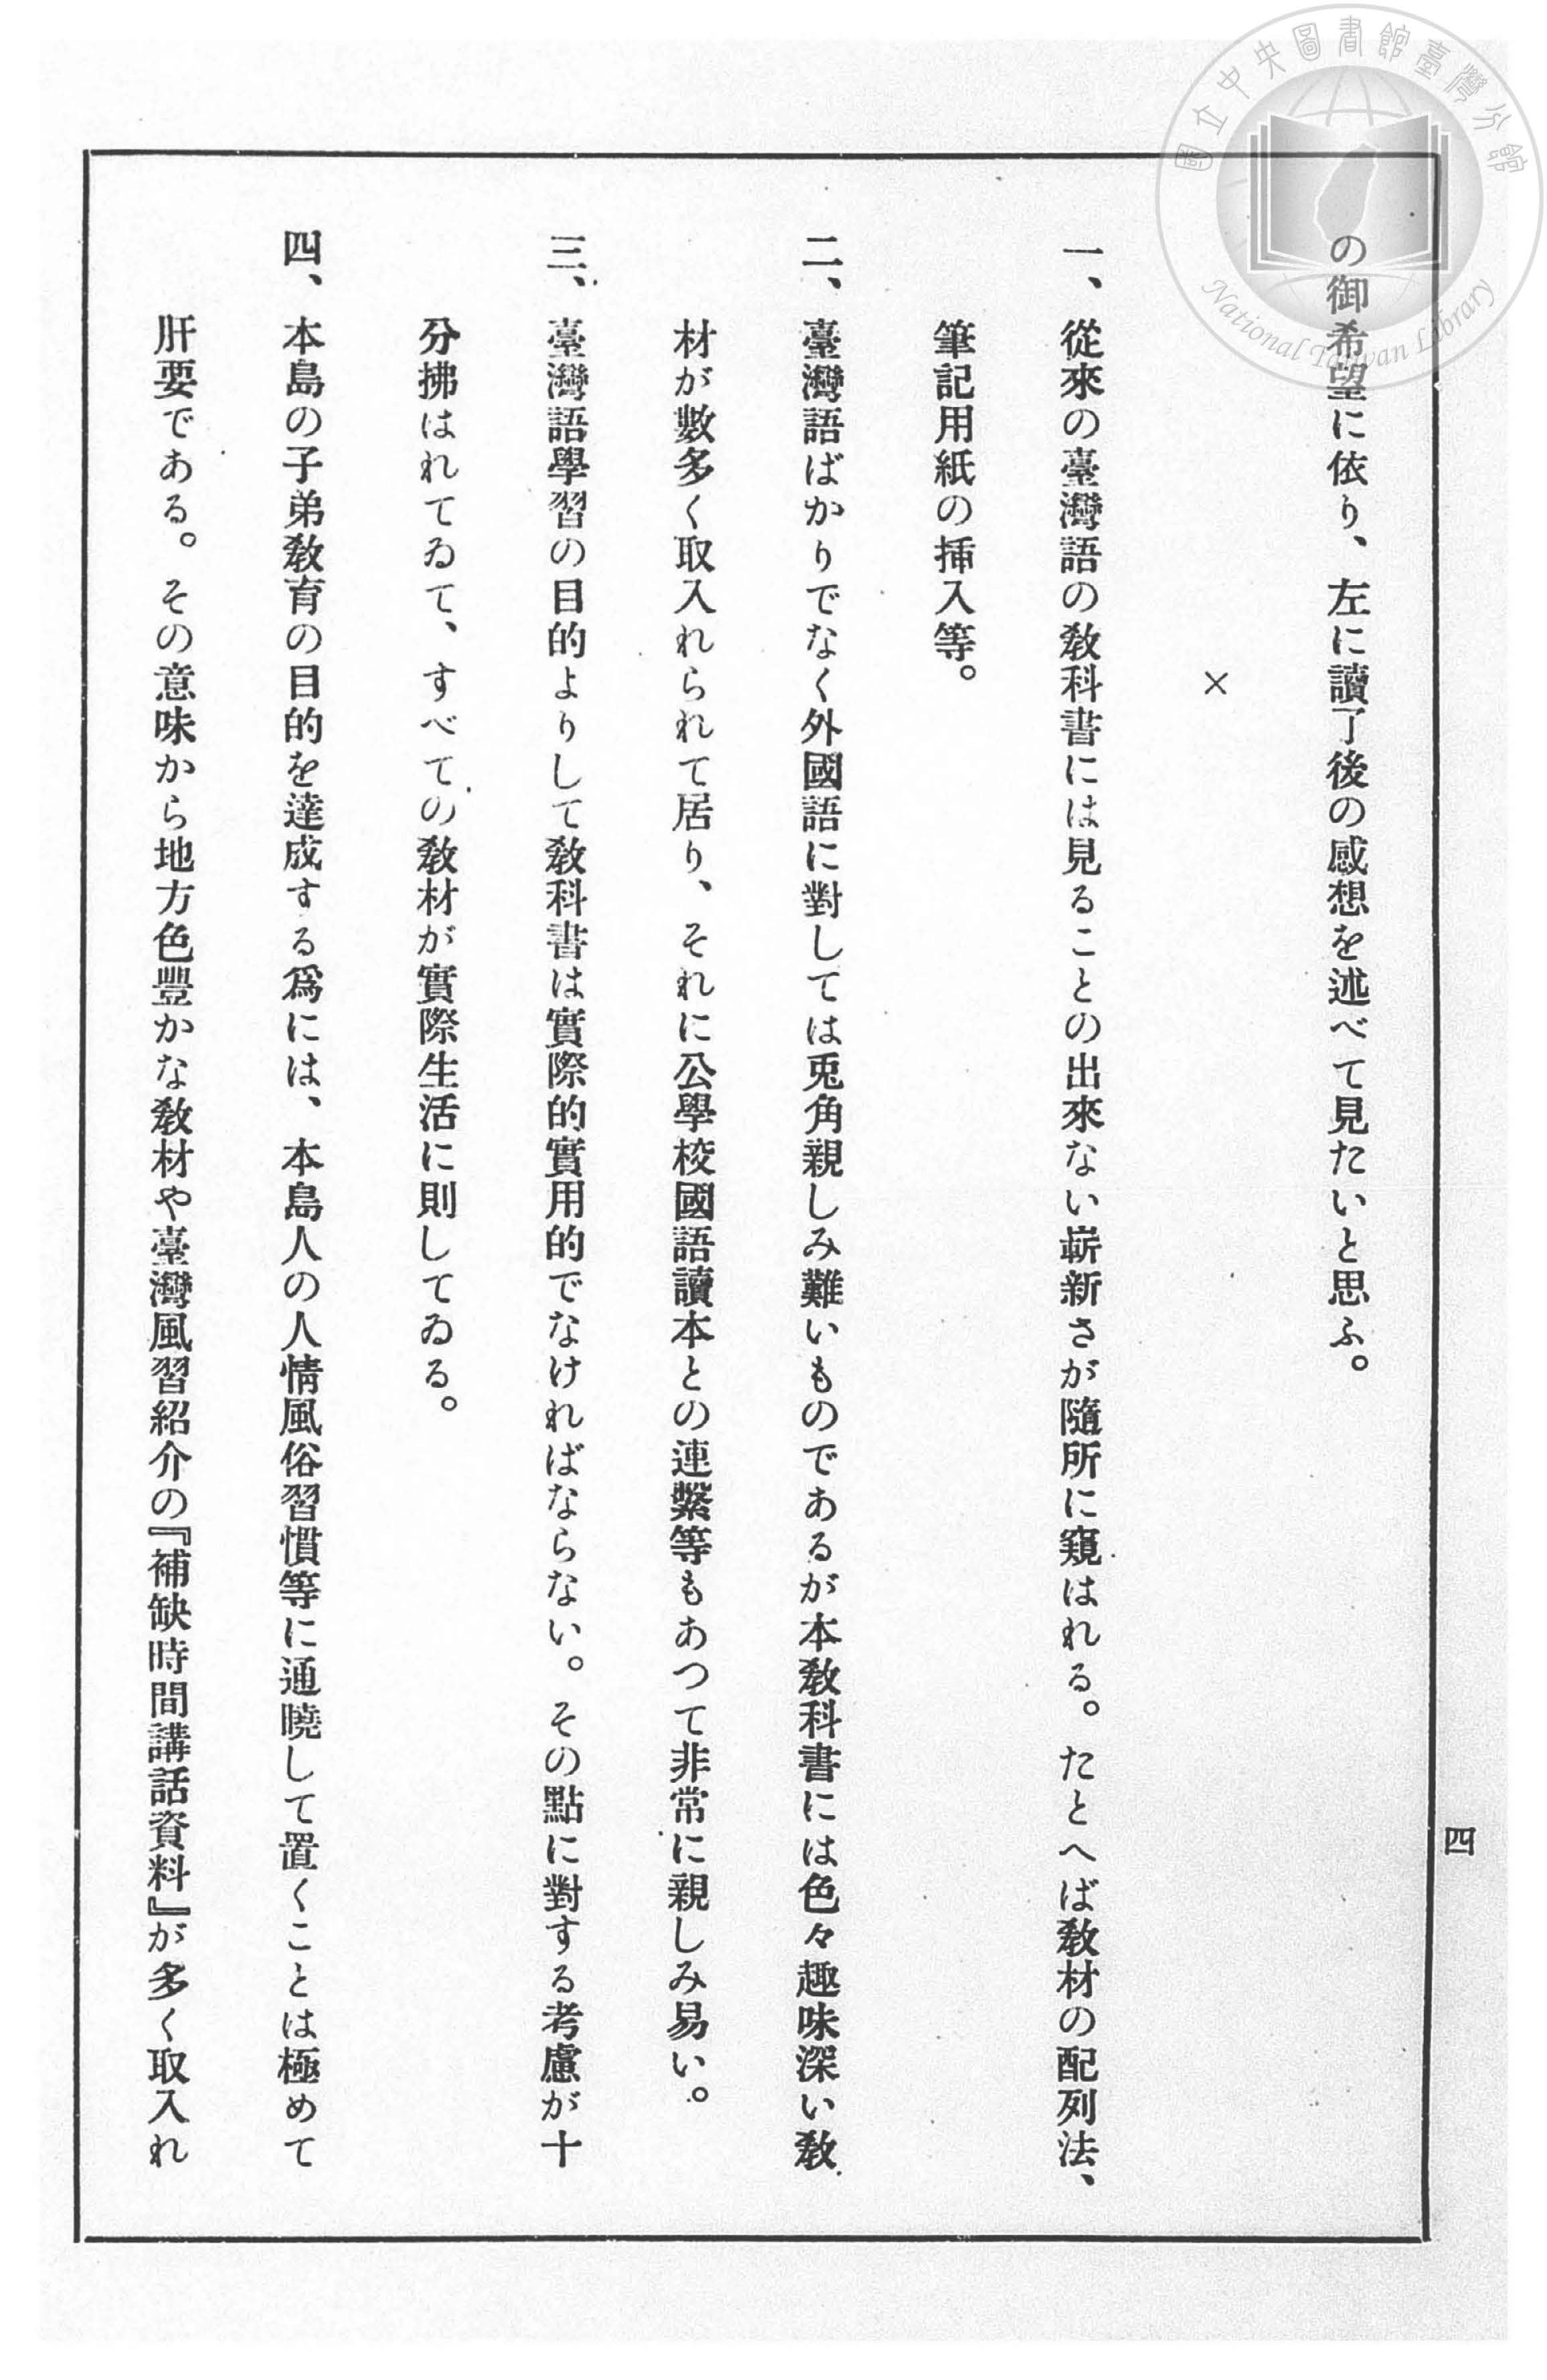 國立中央圖書館臺灣分館
National Taiwan Library
の御希望に依り、左に讀了後の感想を述べて見たいと思ふ。
×
一、從來の臺灣語の敎科書には見ることの出來ない嶄新さが隨所に窺はれる。たとへば敎材の配列法、
筆記用紙の揷入等。
二、臺灣語ばかりでなく外國語に對しては兎角親しみ難いものであるが本敎科書には色々趣味深い敎
材が數多く取入れられて居り、それに公學校國語讀本との連繫等もあつて非常に親しみ易い。
三、臺灣語學習の目的よりして敎科書は實際的實用的でなければならない。その點に對する考慮が十
分拂はれてゐて、すべての敎材が實際生活に則してゐる。
四、本島の子弟敎育の目的を達成する爲には、本島人の人情風俗習慣等に通曉して置くことは極めて
肝要である。その意味から地方色豐かな敎材や臺灣風習紹介の『補缺時間講話資料』が多く取入れ
四